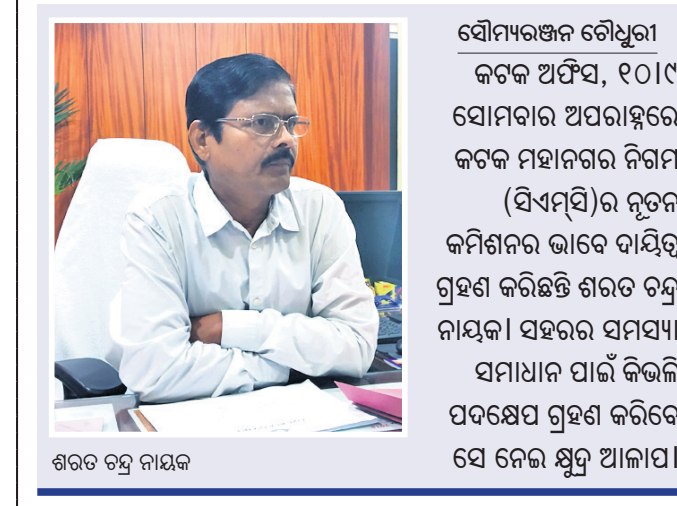 ସୌମ୍ୟରଞ୍ଜନ ଚୌଧୁରୀ
କଟକ ଅଫିସ, ୧୦।୯
ସୋମବାର ଅପରାହ୍ନରେ
କଟକ ମହାନଗର ନିଗମ
(ସିଏମ୍‌ସି)ର ନୂତନ
କମିଶନର ଭାବେ ଦାୟିତ୍ୱ
ଗ୍ରହଣ କରିଛନ୍ତି ଶରତ ଚନ୍ଦ୍ର
ନାୟକ। ସହରର ସମସ୍ୟା
ସମାଧାନ ପାଇଁ କିଭଳି
ପଦକ୍ଷେପ ଗ୍ରହଣ କରିବେ
ସେ ନେଇ କ୍ଷୁଦ୍ର ଆଳାପ।
ଶରତ ଚନ୍ଦ୍ର ନାୟକ